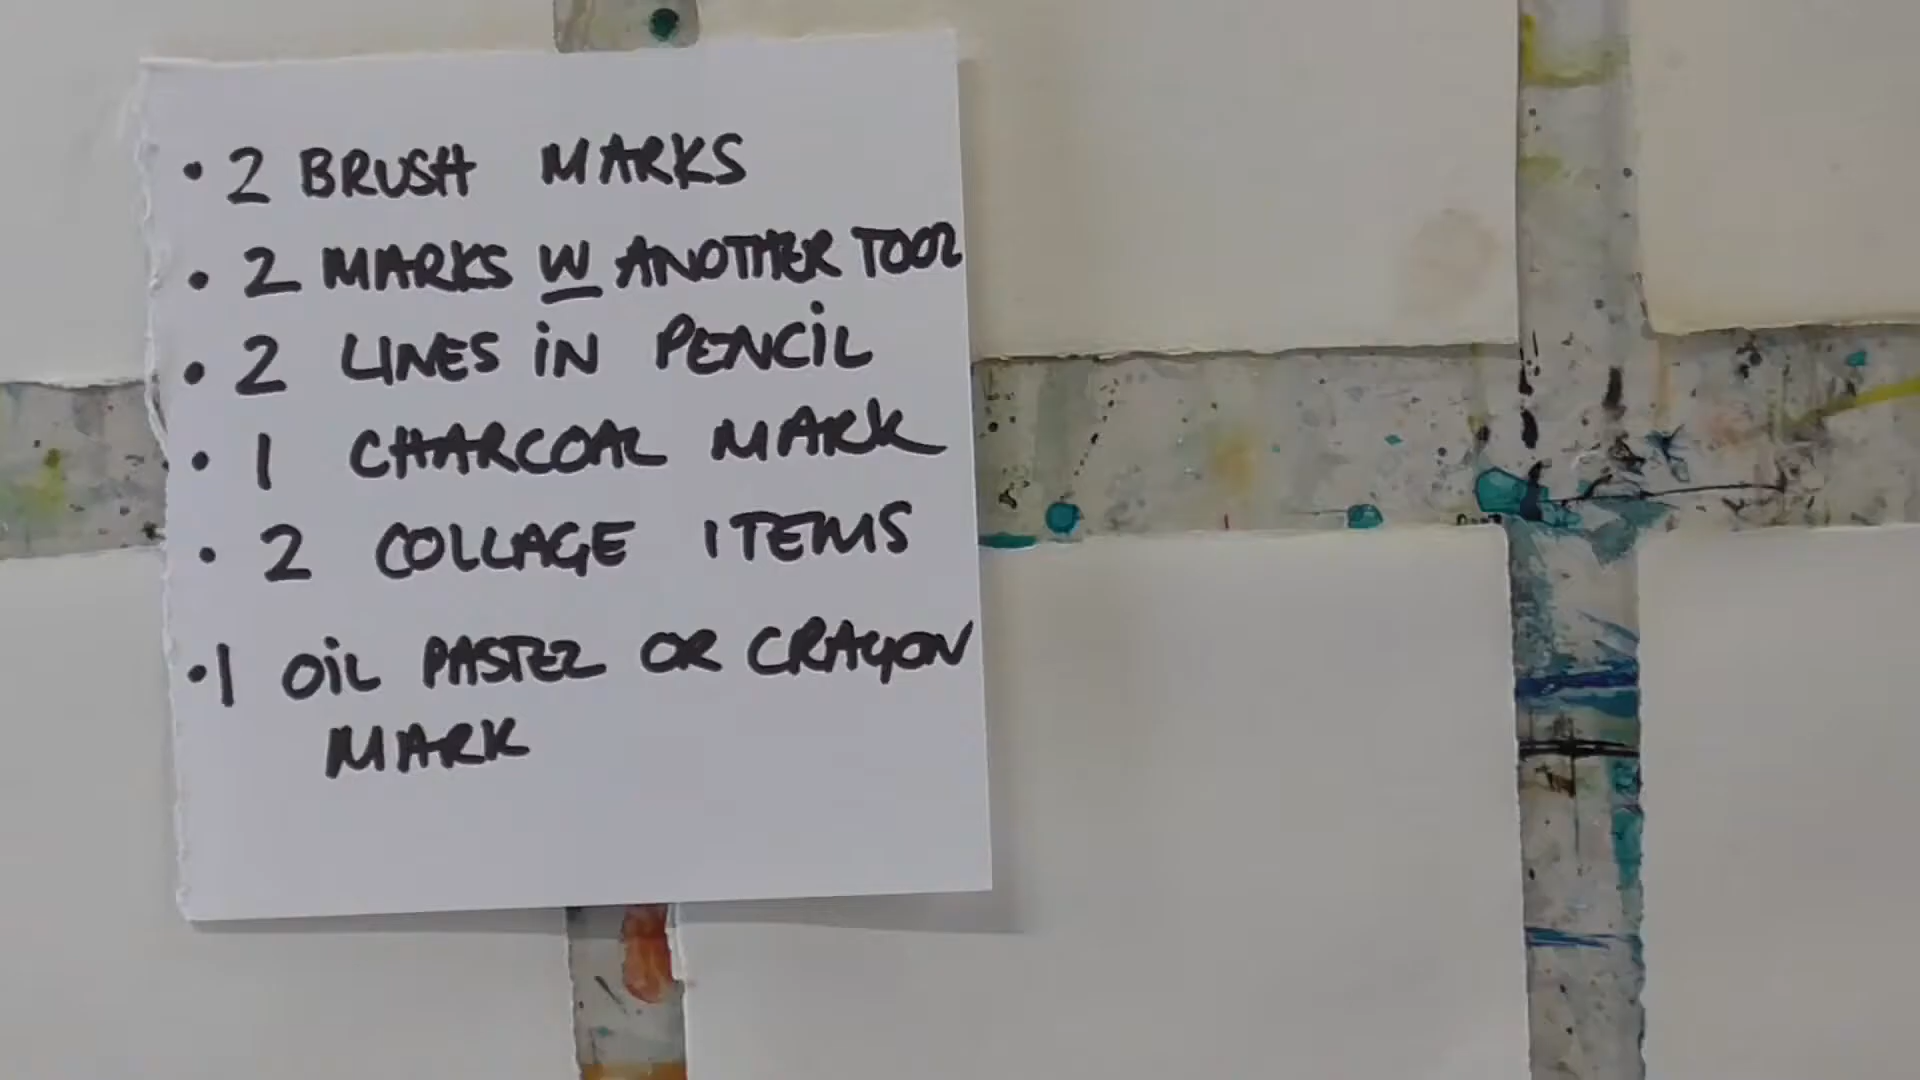 • 2 BRUSH MARKS
• 2 MARKS W ANOTHER TOOL
• 2 LINES IN PENCIL
• 1 CHARCOAL MARK
• 2 COLLAGE ITEMS
• 1 OIL PASTEL OR CRAYON
MARK